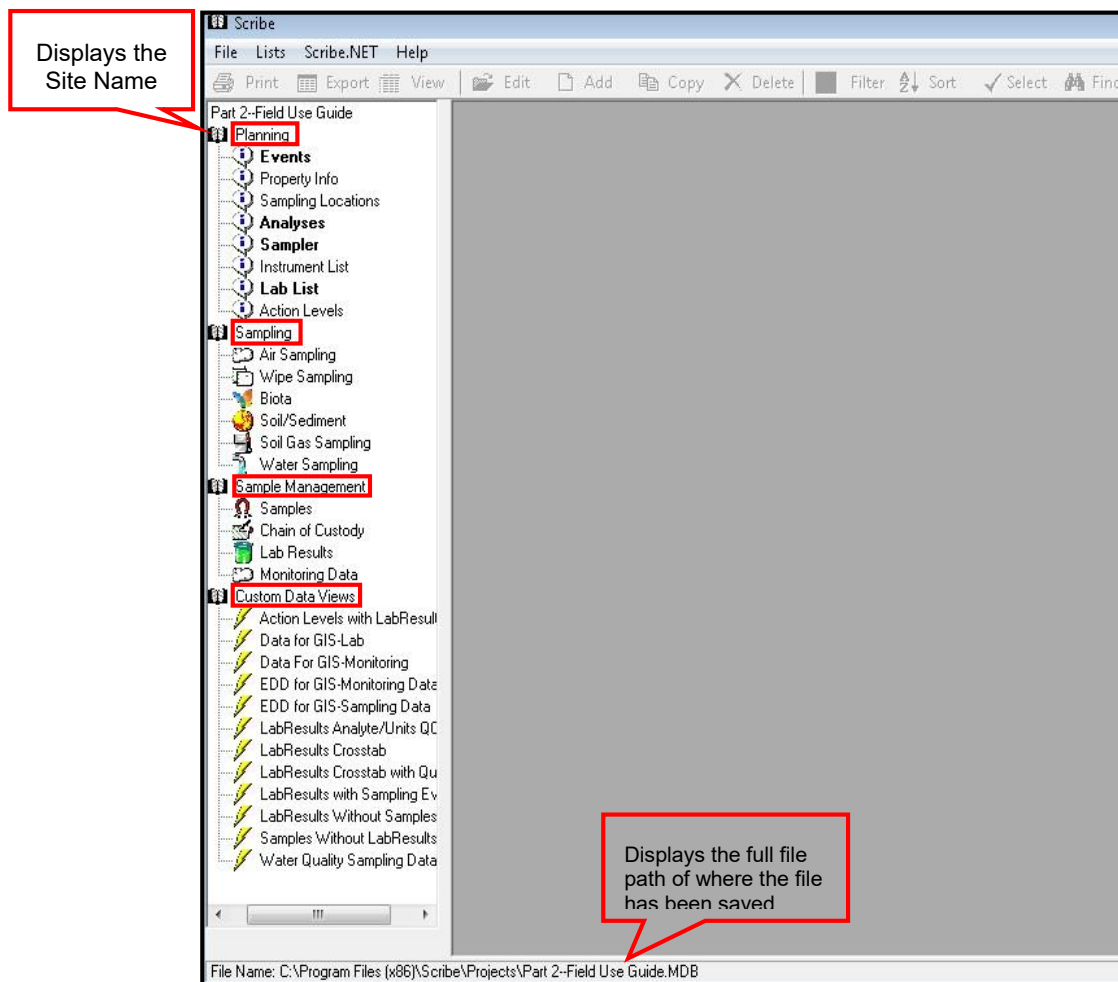 Displays the
Site Name
Scribe
File Lists Scribe.NET Help
Print Export View Edit Add Copy Delete Filter Sort Select Find
Part 2--Field Use Guide
Planning
Events
Property Info
Sampling Locations
Analyses
Sampler
Instrument List
Lab List
Action Levels
Sampling
Air Sampling
Wipe Sampling
Biota
Soil/Sediment
Soil Gas Sampling
Water Sampling
Sample Management
Samples
Chain of Custody
Lab Results
Monitoring Data
Custom Data Views
Action Levels with LabResul
Data for GIS-Lab
Data For GIS-Monitoring
EDD for GIS-Monitoring Data
EDD for GIS-Sampling Data
LabResults Analyte/Units QC
LabResults Crosstab
LabResults Crosstab with Qu
LabResults with Sampling Ev
LabResults Without Samples
Samples Without LabResults
Water Quality Sampling Data
Displays the full file
path of where the file
has been saved
File Name: C:\Program Files (x86)\Scribe\Projects\Part 2--Field Use Guide.MDB